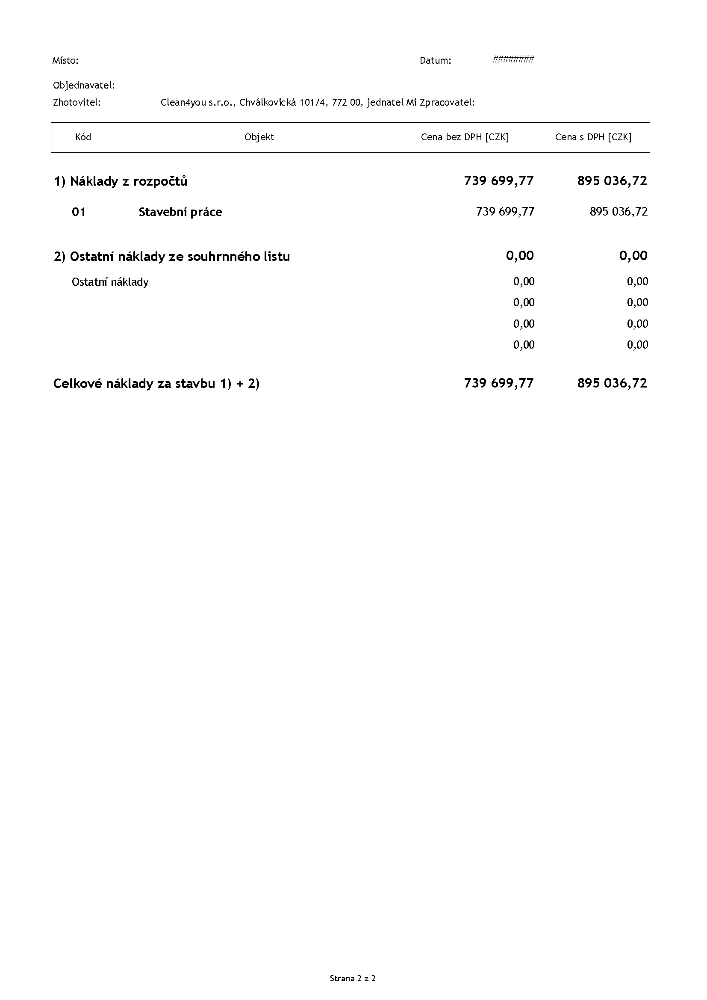 Místo: Datum: ########
Objednavatel:
Zhotovitel: Clean4you s.r.o., Chválkovická 101/4, 772 00, jednatel Mi Zpracovatel:
Kód Objekt Cena bez DPH [CZK] Cena s DPH [CZK]
1) Náklady z rozpočtů 739 699,77 895 036,72
01 Stavební práce 739 699,77 895 036,72
2) Ostatní náklady ze souhrnného listu 0,00 0,00
Ostatní náklady 0,00 0,00
0,00 0,00
0,00 0,00
0,00 0,00
Celkové náklady za stavbu 1) + 2) 739 699,77 895 036,72
Strana 2 z 2